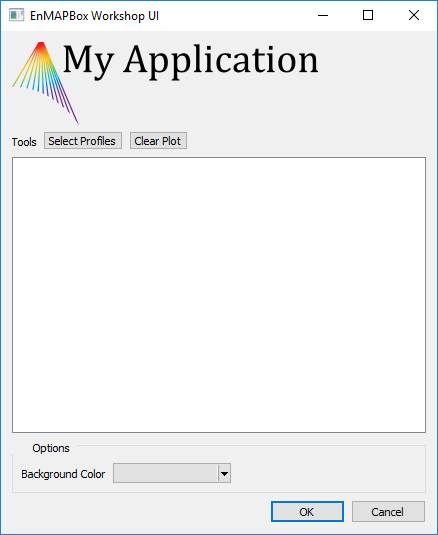 EnMAPBox Workshop UI
My Application
Tools Select Profiles Clear Plot
Options
Background Color
OK Cancel